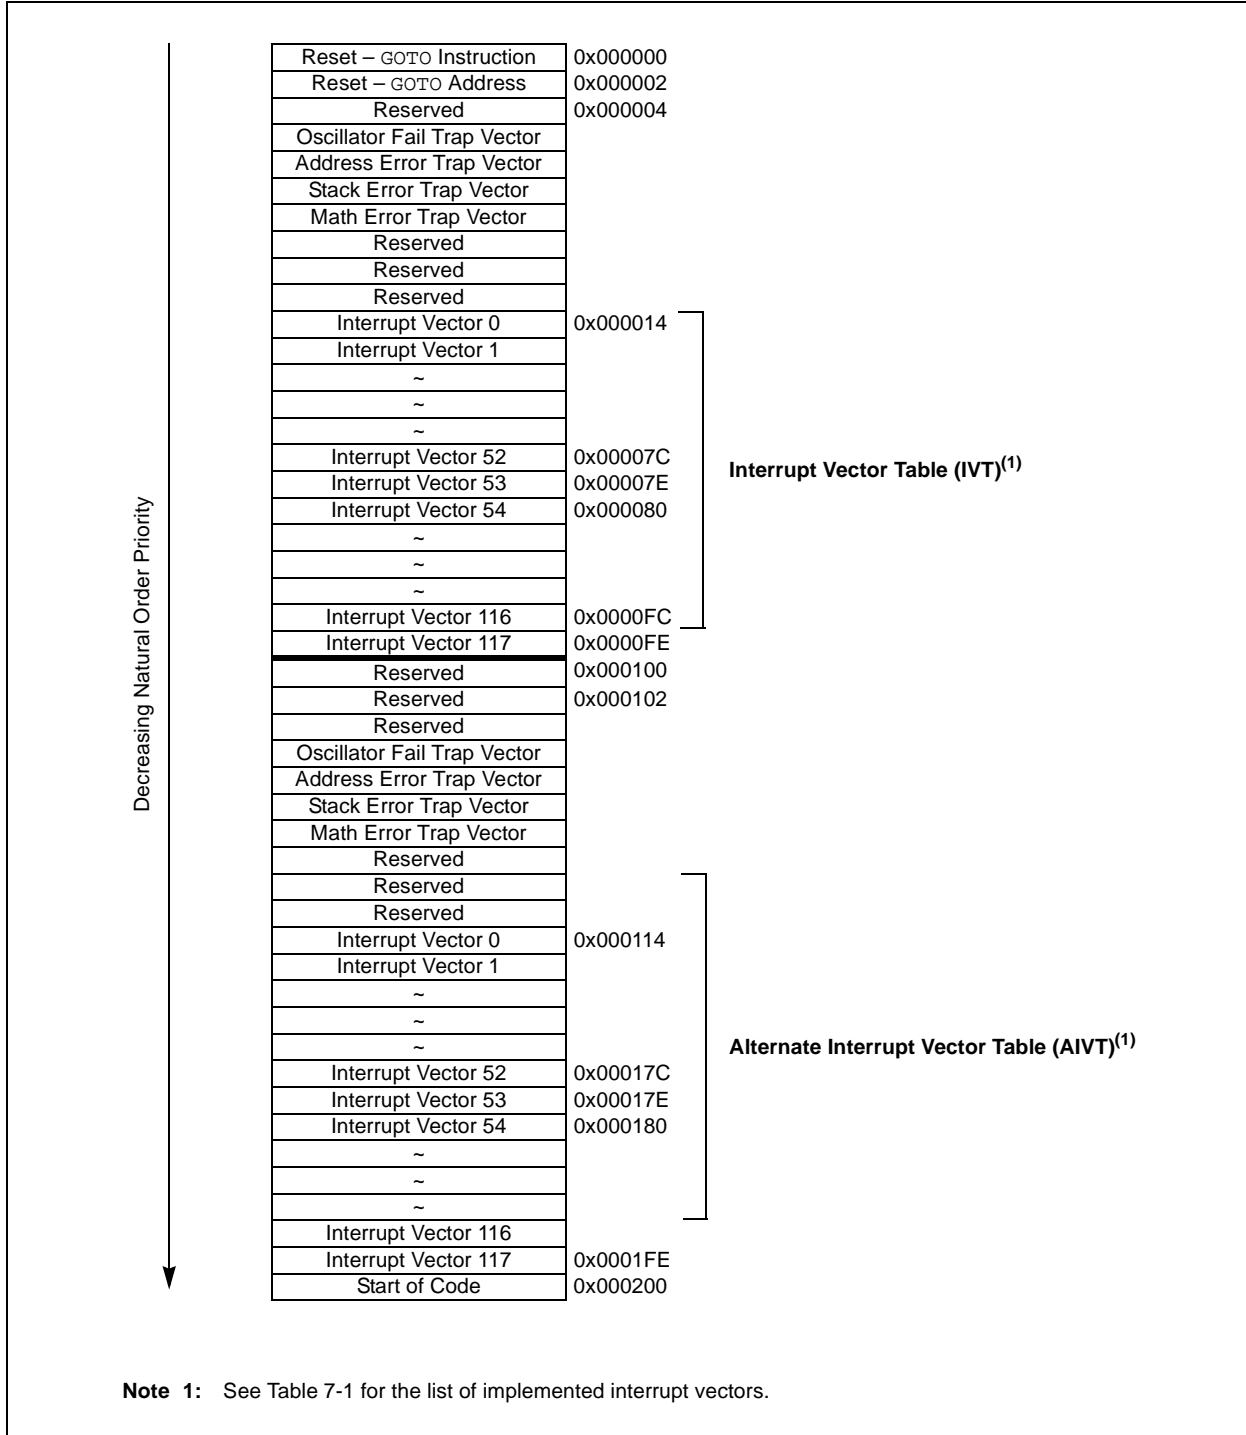 Reset – GOTO Instruction 0x000000
Reset – GOTO Address 0x000002
Reserved 0x000004
Oscillator Fail Trap Vector
Address Error Trap Vector
Stack Error Trap Vector
Math Error Trap Vector
Reserved
Reserved
Reserved
Interrupt Vector 0 0x000014
Interrupt Vector 1
~
~
~
Interrupt Vector 52 0x00007C
Interrupt Vector Table (IVT)(1)
Interrupt Vector 53 0x00007E
Interrupt Vector 54 0x000080
~
~
~
Interrupt Vector 116 0x0000FC
Interrupt Vector 117 0x0000FE
Decreasing Natural Order Priority
Reserved 0x000100
Reserved 0x000102
Reserved
Oscillator Fail Trap Vector
Address Error Trap Vector
Stack Error Trap Vector
Math Error Trap Vector
Reserved
Reserved
Reserved
Interrupt Vector 0 0x000114
Interrupt Vector 1
~
~
~
Alternate Interrupt Vector Table (AIVT)(1)
Interrupt Vector 52 0x00017C
Interrupt Vector 53 0x00017E
Interrupt Vector 54 0x000180
~
~
~
Interrupt Vector 116
Interrupt Vector 117 0x0001FE
Start of Code 0x000200
Note 1: See Table 7-1 for the list of implemented interrupt vectors.